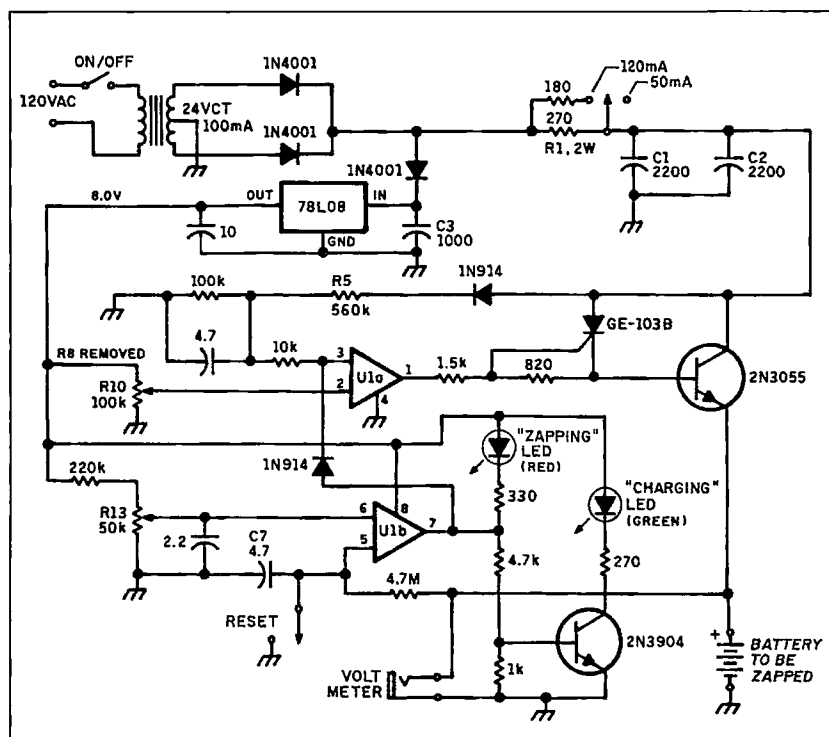 ON/OFF
120VAC
24VCT
100mA
1N4001
1N4001
1N4001
180
120mA
50mA
270
R1, 2W
C1
2200
C2
2200
8.0V
OUT
78L08
IN
GND
10
C3
1000
100k
R5
560k
1N914
GE-103B
4.7
10k
3
2
U1a
1
4
1.5k
820
2N3055
R8 REMOVED
R10
100k
"ZAPPING"
LED
(RED)
"CHARGING"
LED
(GREEN)
1N914
330
220k
R13
50k
6
5
8
U1b
7
2.2
C7
4.7
4.7k
270
4.7M
RESET
2N3904
1k
VOLT
METER
+
BATTERY
TO BE
ZAPPED